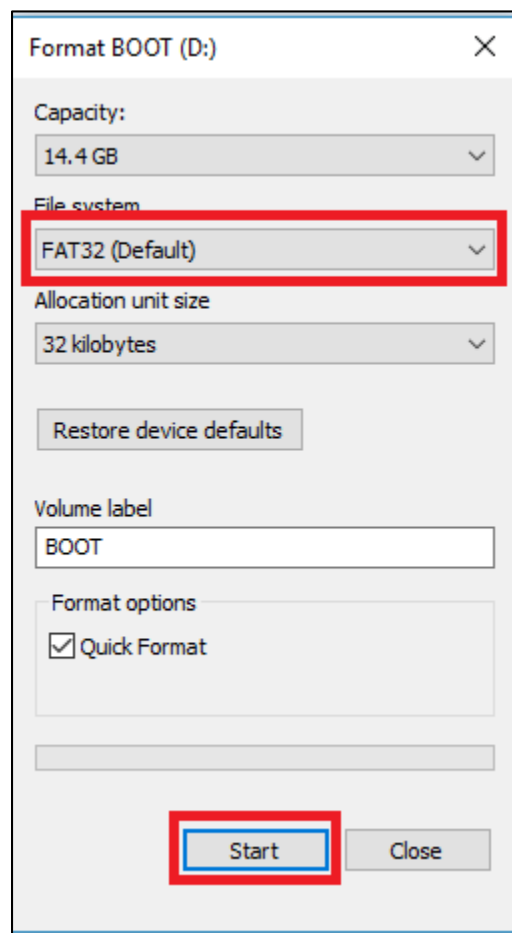 Format BOOT (D:)
Capacity:
14.4 GB
File system
FAT32 (Default)
Allocation unit size
32 kilobytes
Restore device defaults
Volume label
BOOT
Format options
Quick Format
Start Close